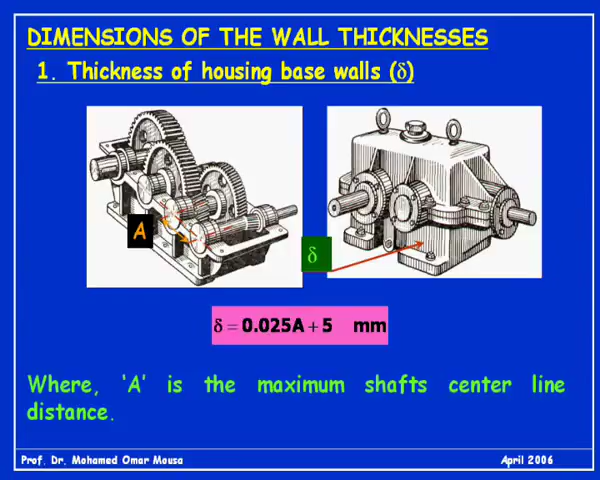 DIMENSIONS OF THE WALL THICKNESSES
1. Thickness of housing base walls (δ)
A
δ
δ = 0.025A + 5 mm
Where, ‘A’ is the maximum shafts center line
distance.
Prof. Dr. Mohamed Omar Mousa
April 2006